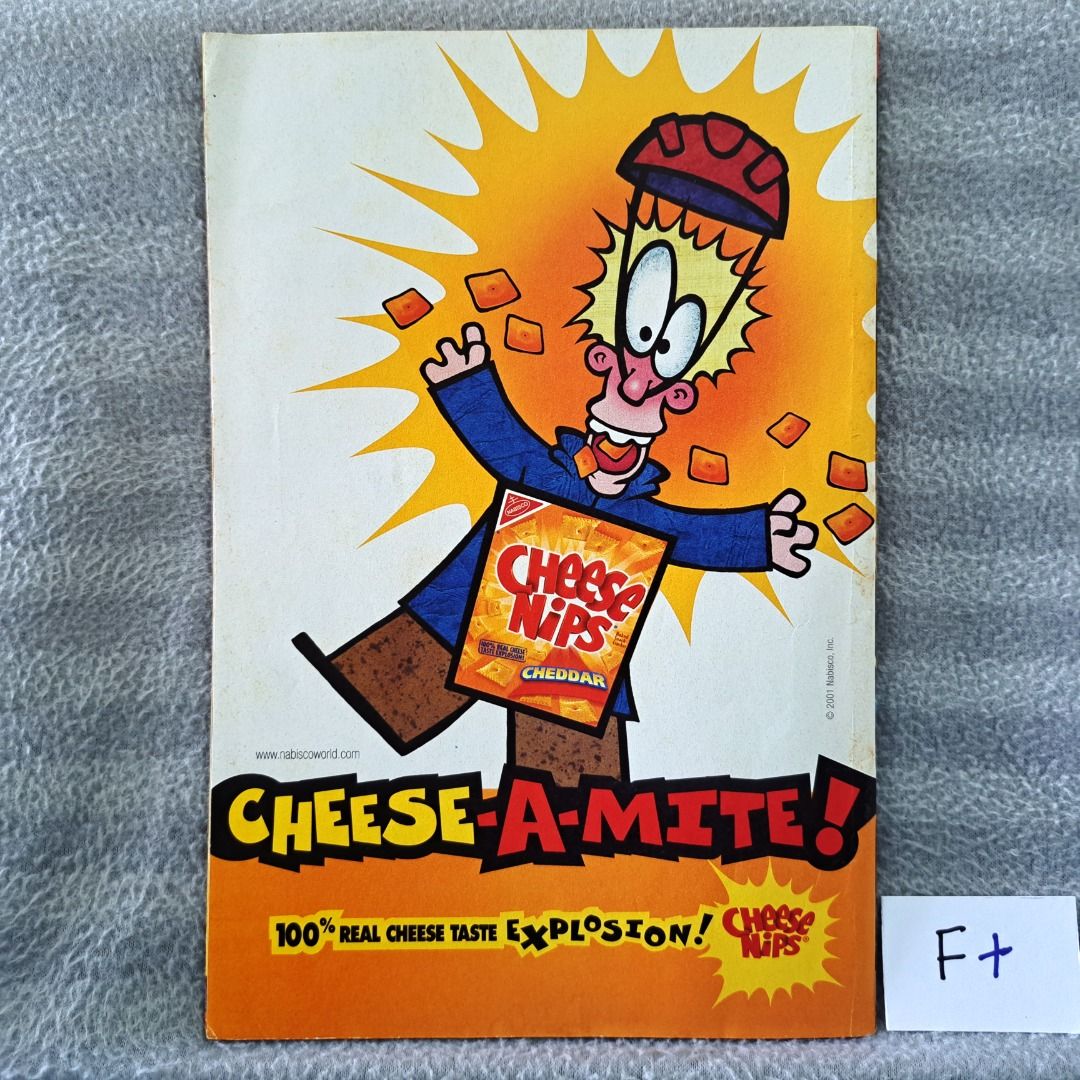 NABISCO
CHEESE
NIPS
100% REAL CHEESE
TASTE EXPLOSION!
CHEDDAR
© 2001 Nabisco, Inc.
www.nabiscoworld.com
CHEESE-A-MITE!
100% REAL CHEESE TASTE EXPLOSION!
CHEESE
NIPS®
F+